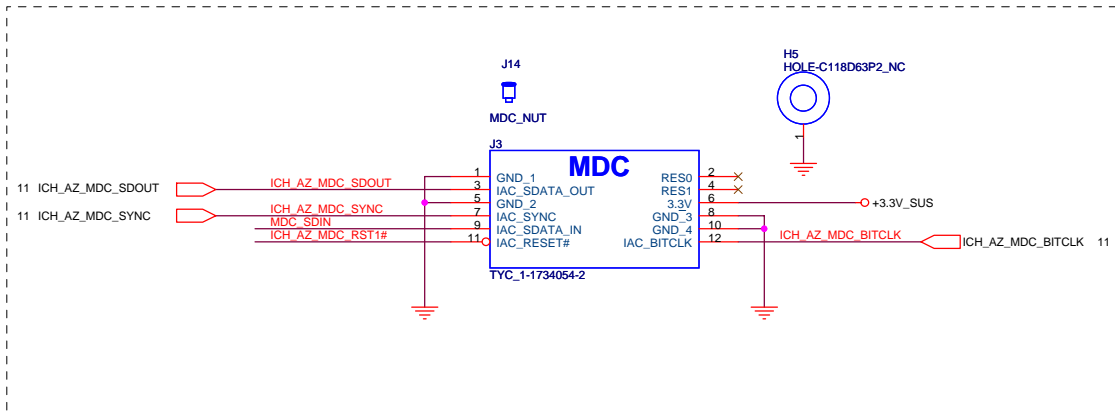 J14
MDC_NUT
H5
HOLE-C118D63P2_NC
1
J3
MDC
11 ICH_AZ_MDC_SDOUT
ICH_AZ_MDC_SDOUT
11 ICH_AZ_MDC_SYNC
ICH_AZ_MDC_SYNC
MDC_SDIN
ICH_AZ_MDC_RST1#
1 GND_1
3 IAC_SDATA_OUT
5 GND_2
7 IAC_SYNC
9 IAC_SDATA_IN
11 IAC_RESET#
RES0 2
RES1 4
3.3V 6
GND_3 8
GND_4 10
IAC_BITCLK 12
+3.3V_SUS
ICH_AZ_MDC_BITCLK
ICH_AZ_MDC_BITCLK 11
TYC_1-1734054-2